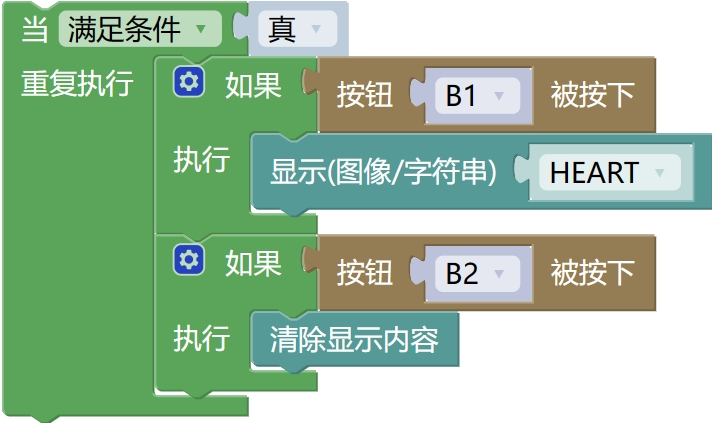 当 满足条件 真
重复执行 如果 按钮 B1 被按下
执行 显示(图像/字符串) HEART
如果 按钮 B2 被按下
执行 清除显示内容